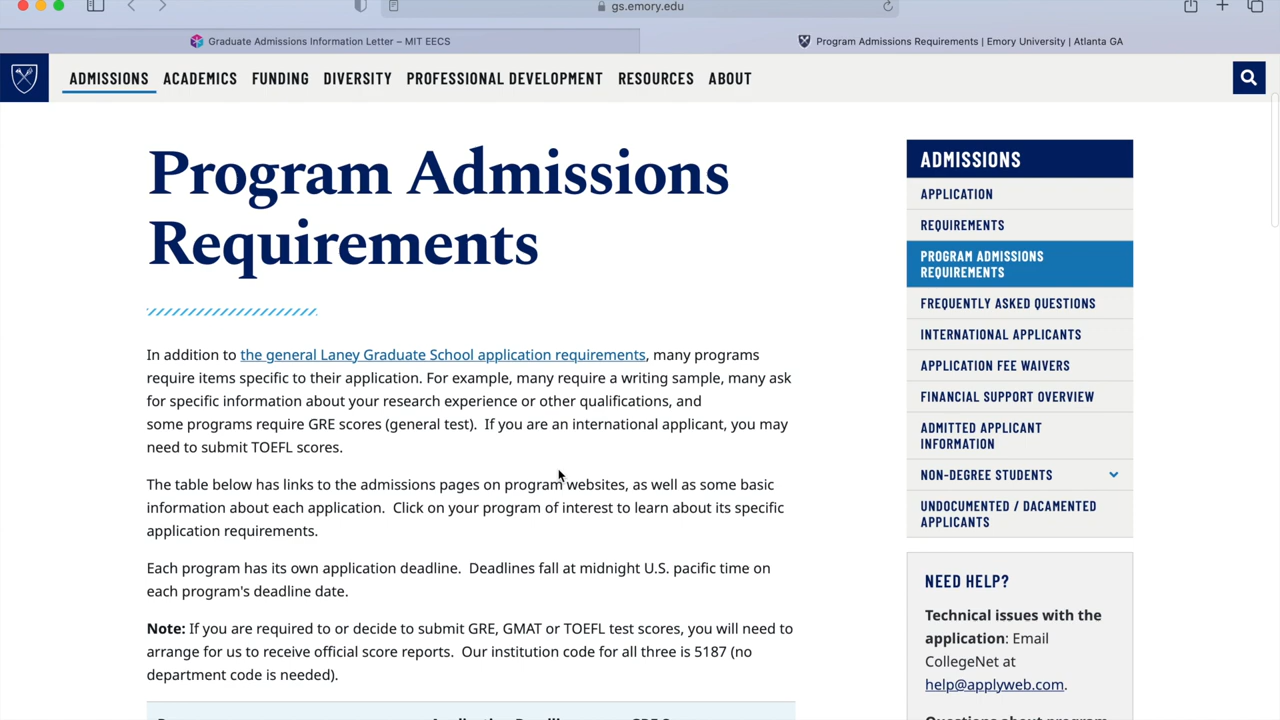 gs.emory.edu
Graduate Admissions Information Letter – MIT EECS
Program Admissions Requirements | Emory University | Atlanta GA
ADMISSIONS ACADEMICS FUNDING DIVERSITY PROFESSIONAL DEVELOPMENT RESOURCES ABOUT
Program Admissions
Requirements
In addition to the general Laney Graduate School application requirements, many programs
require items specific to their application. For example, many require a writing sample, many ask
for specific information about your research experience or other qualifications, and
some programs require GRE scores (general test).  If you are an international applicant, you may
need to submit TOEFL scores.
The table below has links to the admissions pages on program websites, as well as some basic
information about each application.  Click on your program of interest to learn about its specific
application requirements.
Each program has its own application deadline.  Deadlines fall at midnight U.S. pacific time on
each program's deadline date.
Note: If you are required to or decide to submit GRE, GMAT or TOEFL test scores, you will need to
arrange for us to receive official score reports.  Our institution code for all three is 5187 (no
department code is needed).
ADMISSIONS
APPLICATION
REQUIREMENTS
PROGRAM ADMISSIONS
REQUIREMENTS
FREQUENTLY ASKED QUESTIONS
INTERNATIONAL APPLICANTS
APPLICATION FEE WAIVERS
FINANCIAL SUPPORT OVERVIEW
ADMITTED APPLICANT
INFORMATION
NON-DEGREE STUDENTS
UNDOCUMENTED / DACAMENTED
APPLICANTS
NEED HELP?
Technical issues with the
application: Email
CollegeNet at
help@applyweb.com.
Questions about program